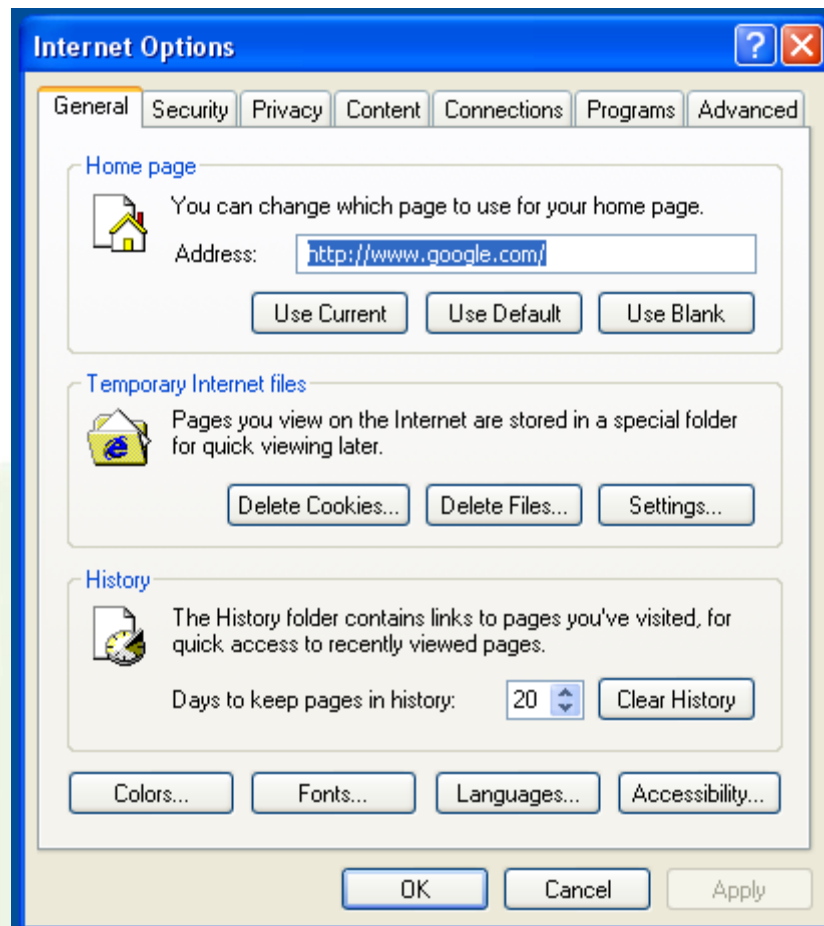 Internet Options
General Security Privacy Content Connections Programs Advanced
Home page
You can change which page to use for your home page.
Address: http://www.google.com/
Use Current Use Default Use Blank
Temporary Internet files
Pages you view on the Internet are stored in a special folder
for quick viewing later.
Delete Cookies... Delete Files... Settings...
History
The History folder contains links to pages you've visited, for
quick access to recently viewed pages.
Days to keep pages in history: 20 Clear History
Colors... Fonts... Languages... Accessibility...
OK Cancel Apply